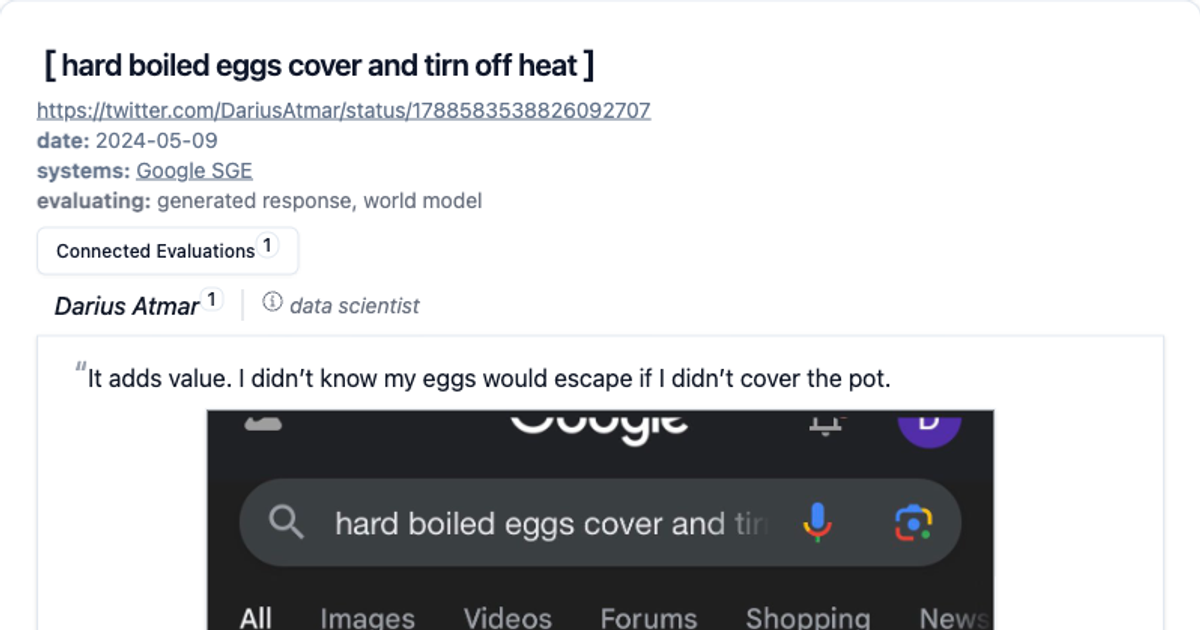 [ hard boiled eggs cover and tirn off heat ]
https://twitter.com/DariusAtmar/status/1788583538826092707
date: 2024-05-09
systems: Google SGE
evaluating: generated response, world model
Connected Evaluations 1
Darius Atmar 1 data scientist
"It adds value. I didn't know my eggs would escape if I didn't cover the pot.
Google D
hard boiled eggs cover and tirn
All Images Videos Forums Shopping News